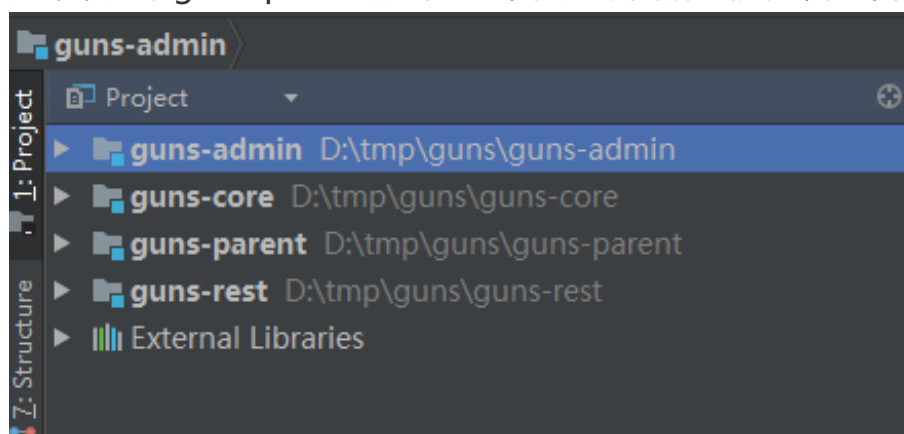 guns-admin
Project
1: Project
guns-admin D:\tmp\guns\guns-admin
guns-core D:\tmp\guns\guns-core
guns-parent D:\tmp\guns\guns-parent
guns-rest D:\tmp\guns\guns-rest
External Libraries
7: Structure